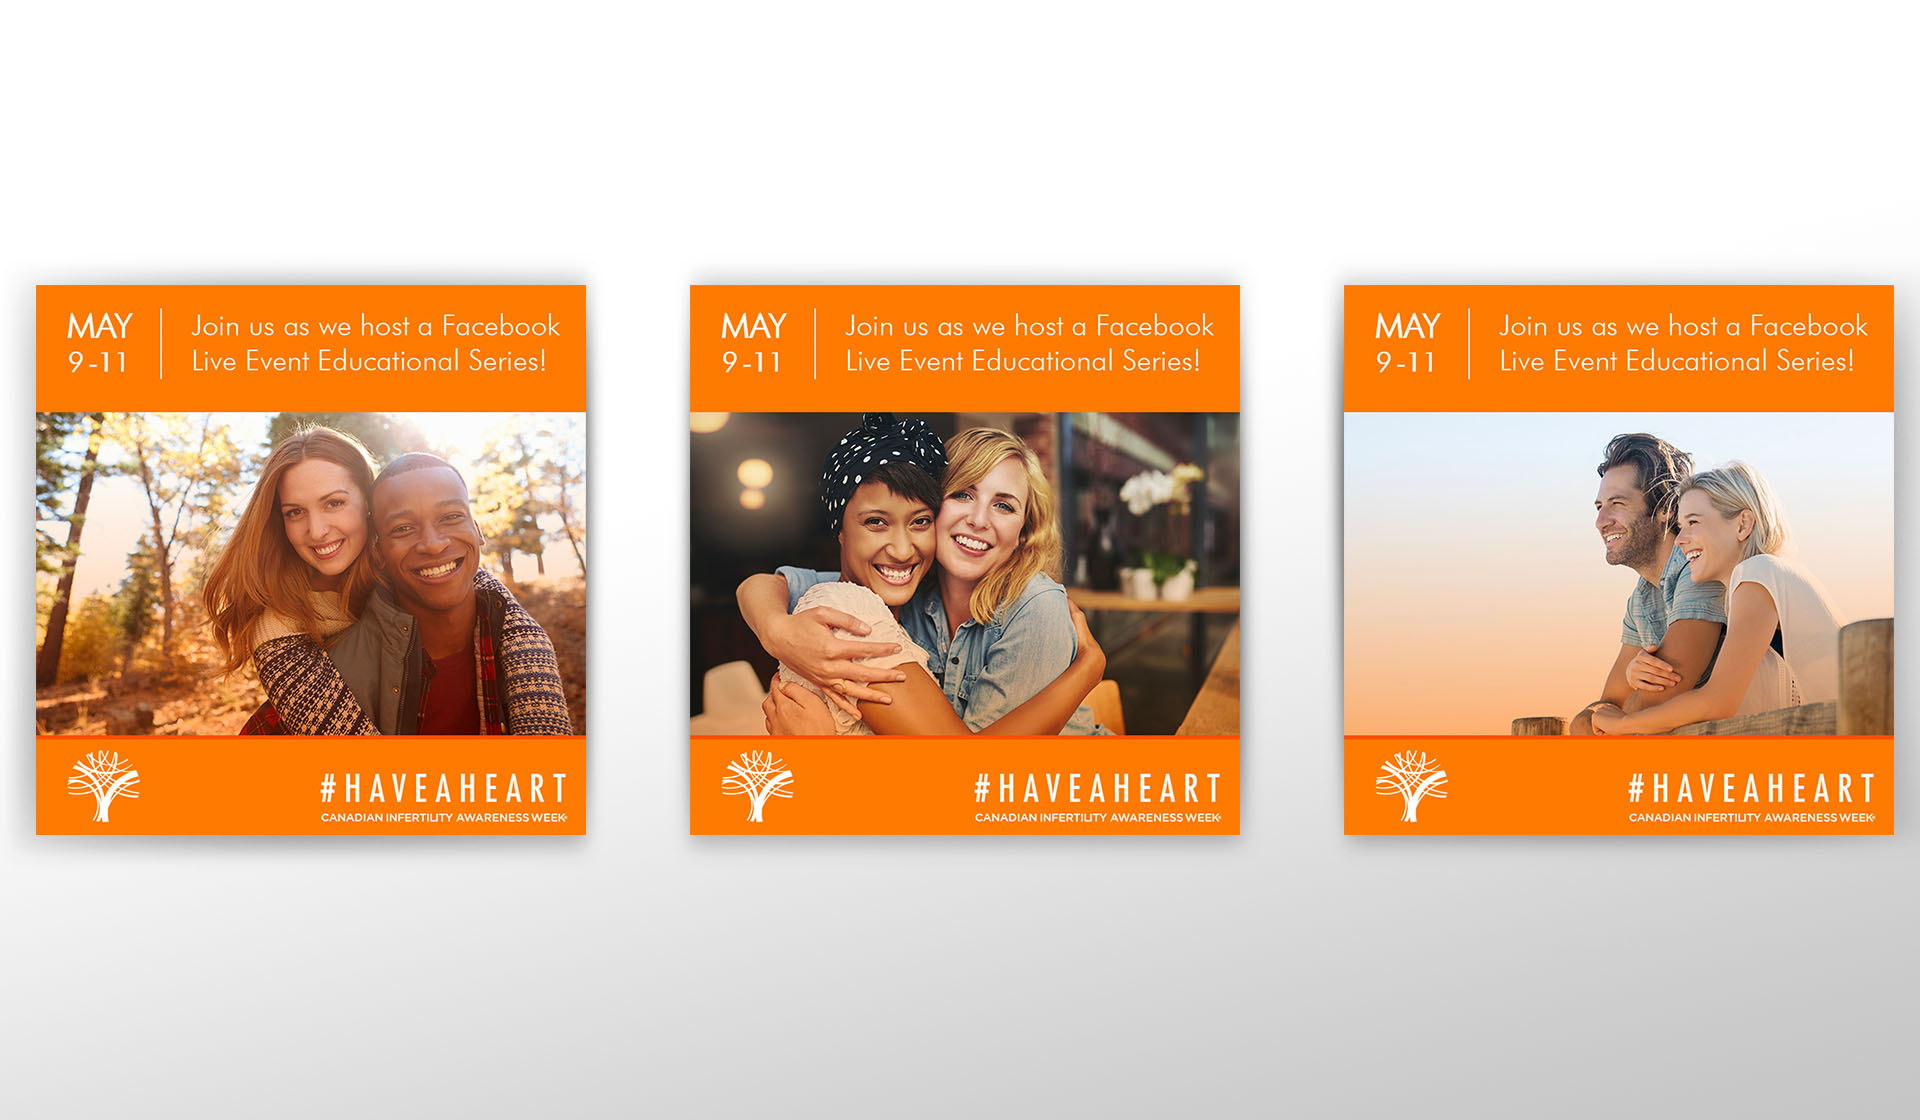 MAY
9-11
Join us as we host a Facebook
Live Event Educational Series!
#HAVEAHEART
CANADIAN INFERTILITY AWARENESS WEEK
MAY
9-11
Join us as we host a Facebook
Live Event Educational Series!
#HAVEAHEART
CANADIAN INFERTILITY AWARENESS WEEK
MAY
9-11
Join us as we host a Facebook
Live Event Educational Series!
#HAVEAHEART
CANADIAN INFERTILITY AWARENESS WEEK